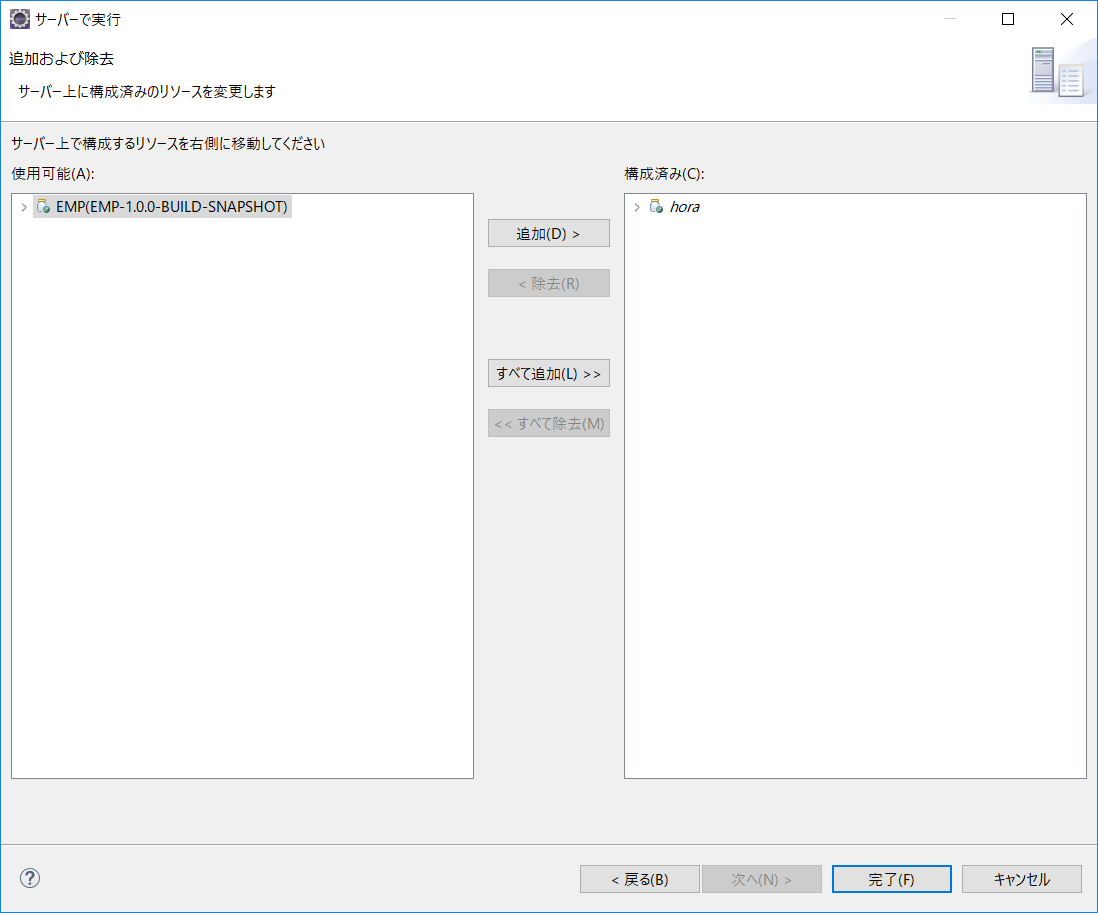 サーバーで実行
追加および除去
サーバー上に構成済みのリソースを変更します
サーバー上で構成するリソースを右側に移動してください
使用可能(A):
構成済み(C):
EMP(EMP-1.0.0-BUILD-SNAPSHOT)
hora
追加(D) >
< 除去(R)
すべて追加(L) >>
<< すべて除去(M)
?
< 戻る(B)
次へ(N) >
完了(F)
キャンセル